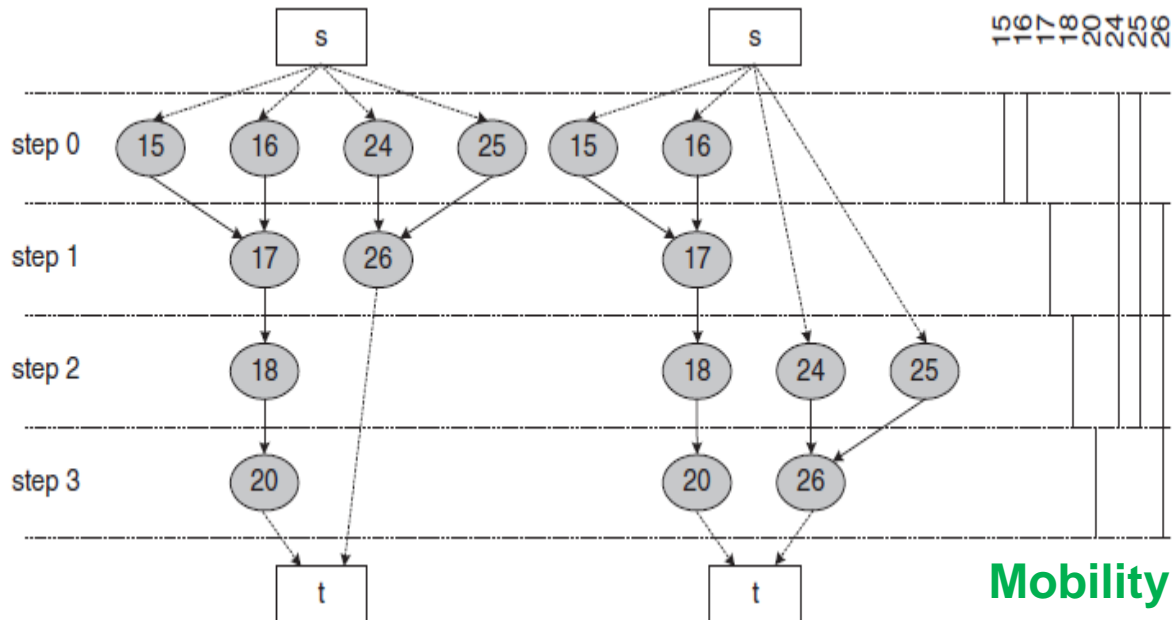 s s 15 16 17 18 20 24 25 26
step 0 15 16 24 25 15 16
step 1 17 26 17
step 2 18 18 24 25
step 3 20 20 26
t t Mobility